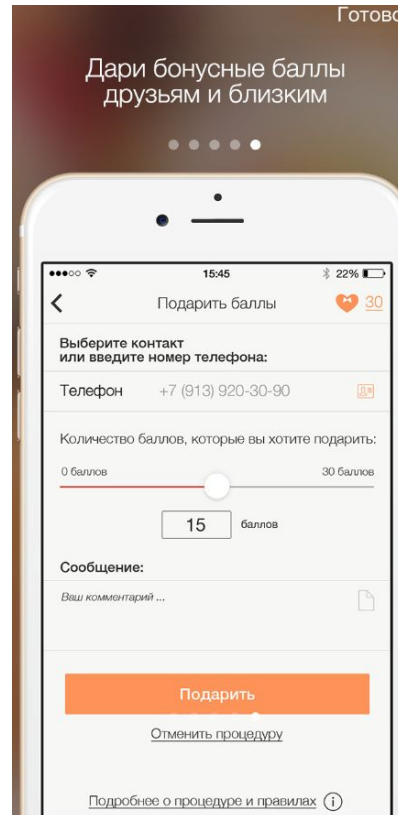 Готово
Дари бонусные баллы
друзьям и близким
15:45
22%
Подарить баллы
30
Выберите контакт
или введите номер телефона:
Телефон +7 (913) 920-30-90
Количество баллов, которые вы хотите подарить:
0 баллов 30 баллов
15 баллов
Сообщение:
Ваш комментарий ...
Подарить
Отменить процедуру
Подробнее о процедуре и правилах i